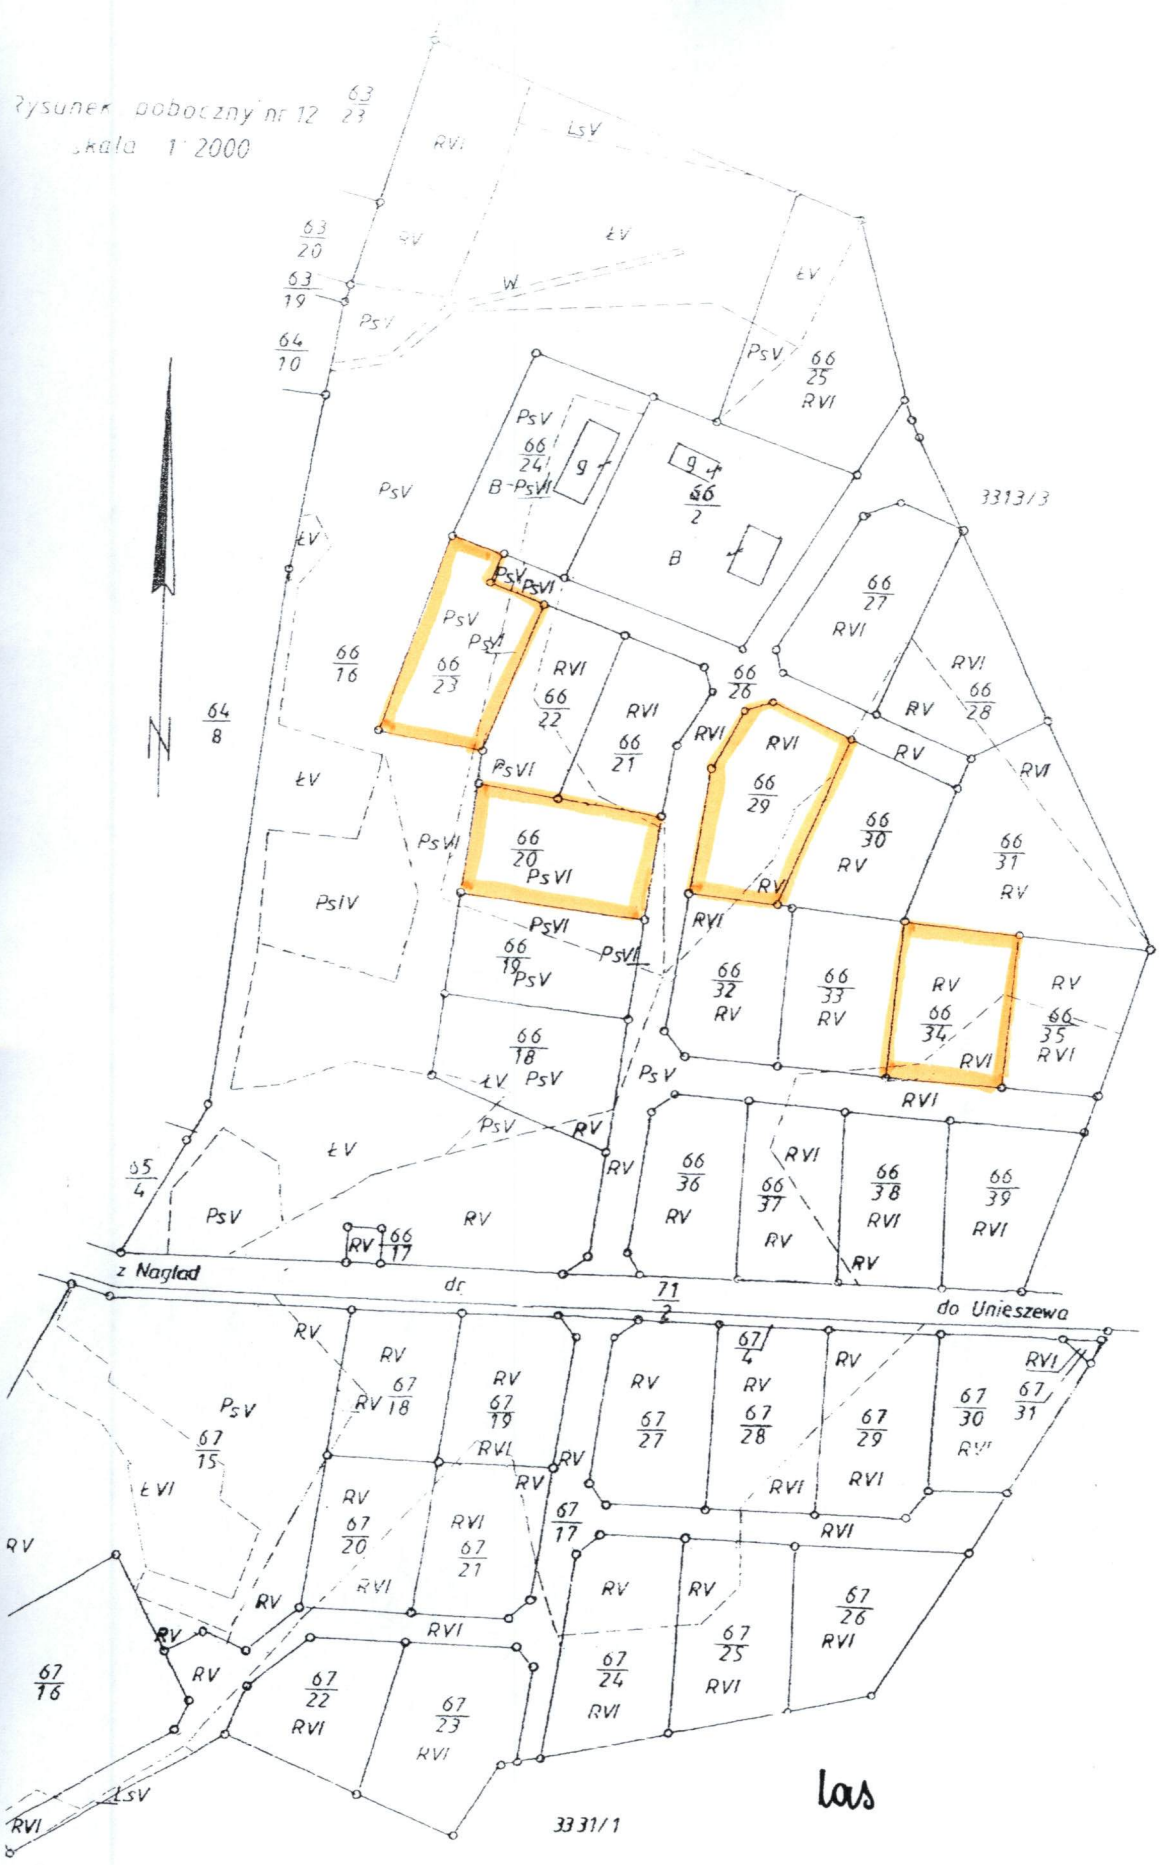 Rysunek poboczny nr 12
skala 1:2000
63
23
RVI
LsV
63
20
RV
ŁV
63
19
W
ŁV
PsV
64
10
PsV
66
25
RVI
PsV
66
24
g
g
PsV
B-PsVI
66
2
3313/3
ŁV
B
PsV
PsVI
66
27
PsV
PsVI
RVI
66
16
66
23
RVI
66
26
RVI
66
22
RVI
RV
66
28
64
8
N
66
21
RVI
RVI
RV
ŁV
PsVI
66
29
RVI
66
20
PsVI
PsVI
66
30
RV
66
31
RV
RV
PsIV
PsVI
RVI
66
19
PsVI
PsV
66
32
RV
66
33
RV
RV
66
34
RV
66
35
RVI
RVI
66
18
ŁV
PsV
PsV
RVI
PsV
RV
ŁV
65
4
RV
66
36
RVI
66
37
66
38
66
39
PsV
RV
RV
RVI
RVI
RV
RV
66
17
RV
z Naglad
dr
71
2
do Unieszewa
RV
67
4
RV
RVI
RV
RV
67
18
RV
67
19
RV
RV
67
27
67
28
67
29
67
30
67
31
PsV
67
15
RVI
RV
RV
RVI
ŁVI
RVI
RVI
RV
67
20
RVI
67
21
67
17
RVI
RV
RVI
RV
RV
67
26
RVI
RV
RVI
RV
RV
67
25
67
16
67
22
RVI
67
23
RVI
67
24
RVI
RVI
las
LsV
RVI
3331/1